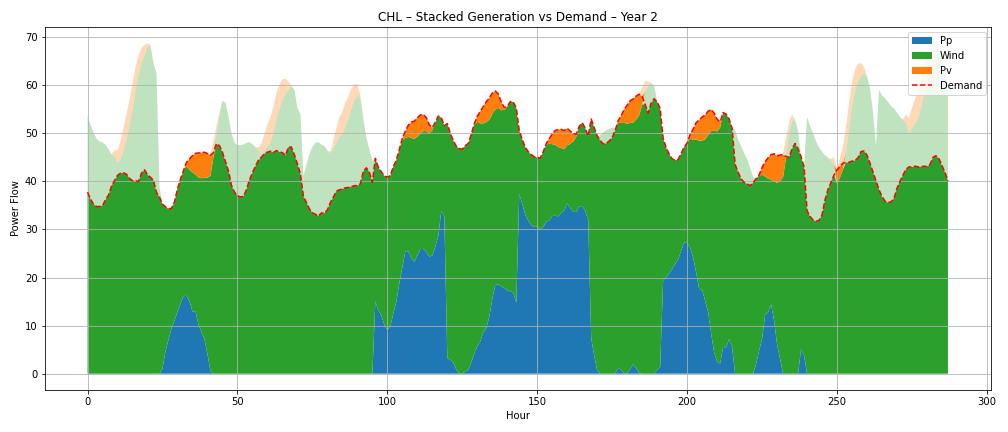 CHL – Stacked Generation vs Demand – Year 2
Pp
Wind
Pv
Demand
Power Flow
70
60
50
40
30
20
10
0
0 50 100 150 200 250 300
Hour